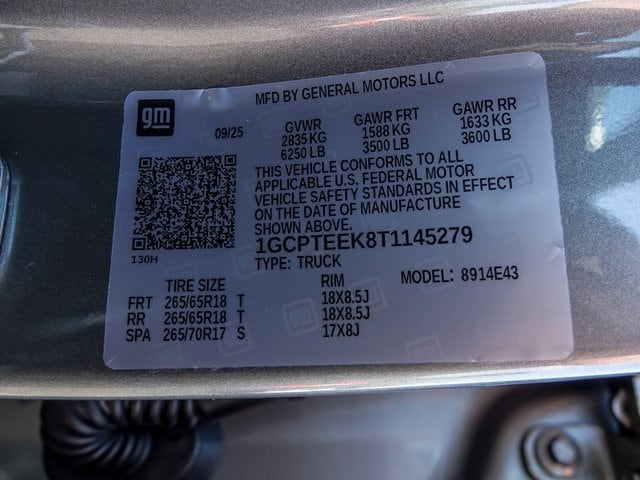 MFD BY GENERAL MOTORS LLC
gm
09/25 GVWR GAWR FRT GAWR RR
2835 KG 1588 KG 1633 KG
6250 LB 3500 LB 3600 LB
THIS VEHICLE CONFORMS TO ALL
APPLICABLE U.S. FEDERAL MOTOR
VEHICLE SAFETY STANDARDS IN EFFECT
ON THE DATE OF MANUFACTURE
SHOWN ABOVE.
1GCPTEEK8T1145279
130H
TYPE: TRUCK MODEL: 8914E43
TIRE SIZE RIM
FRT 265/65R18 T 18X8.5J
RR 265/65R18 T 18X8.5J
SPA 265/70R17 S 17X8J